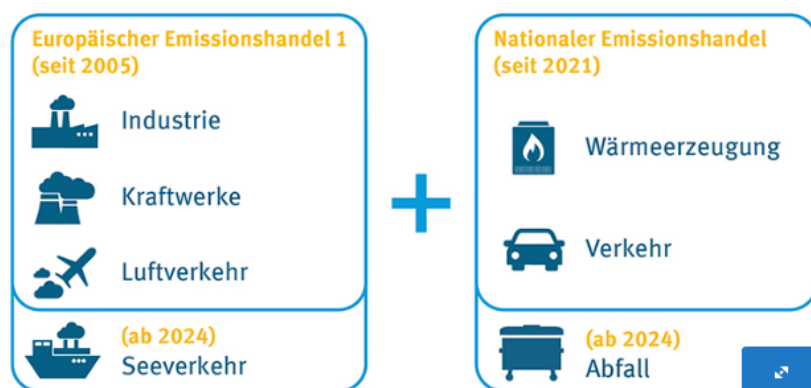 Europäischer Emissionshandel 1
(seit 2005)
Industrie
Kraftwerke
Luftverkehr
(ab 2024)
Seeverkehr
+
Nationaler Emissionshandel
(seit 2021)
Wärmeerzeugung
Verkehr
(ab 2024)
Abfall